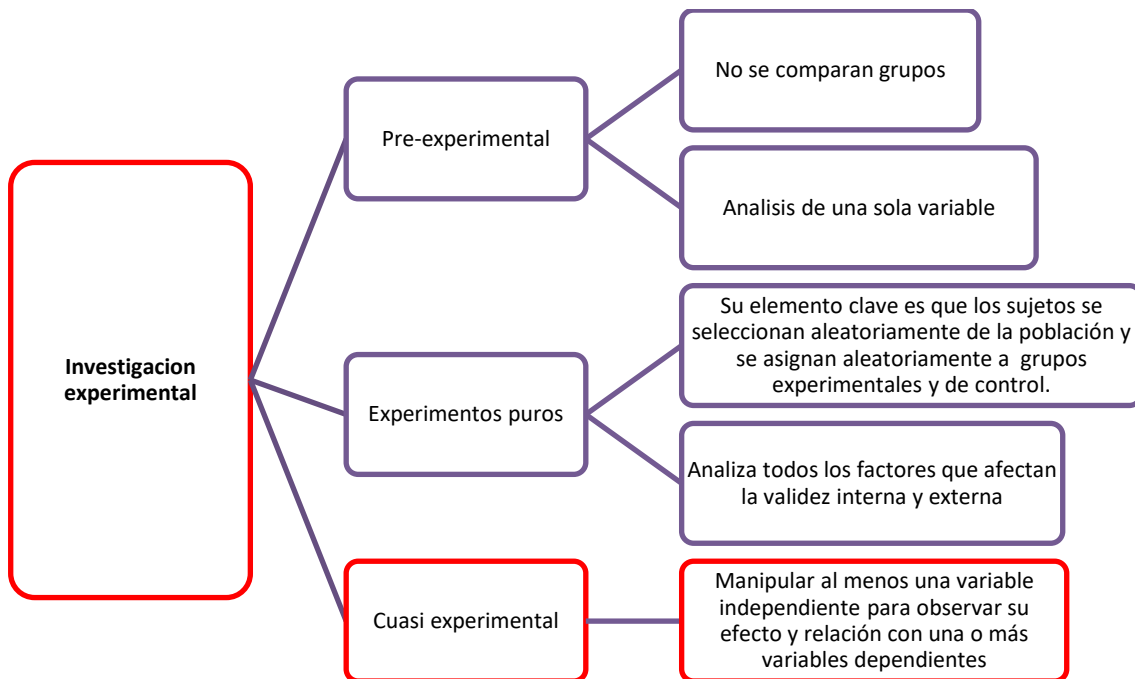 No se comparan grupos
Pre-experimental
Analisis de una sola variable
Investigacion
experimental
Su elemento clave es que los sujetos se
seleccionan aleatoriamente de la población y
se asignan aleatoriamente a grupos
experimentales y de control.
Experimentos puros
Analiza todos los factores que afectan
la validez interna y externa
Cuasi experimental
Manipular al menos una variable
independiente para observar su
efecto y relación con una o más
variables dependientes